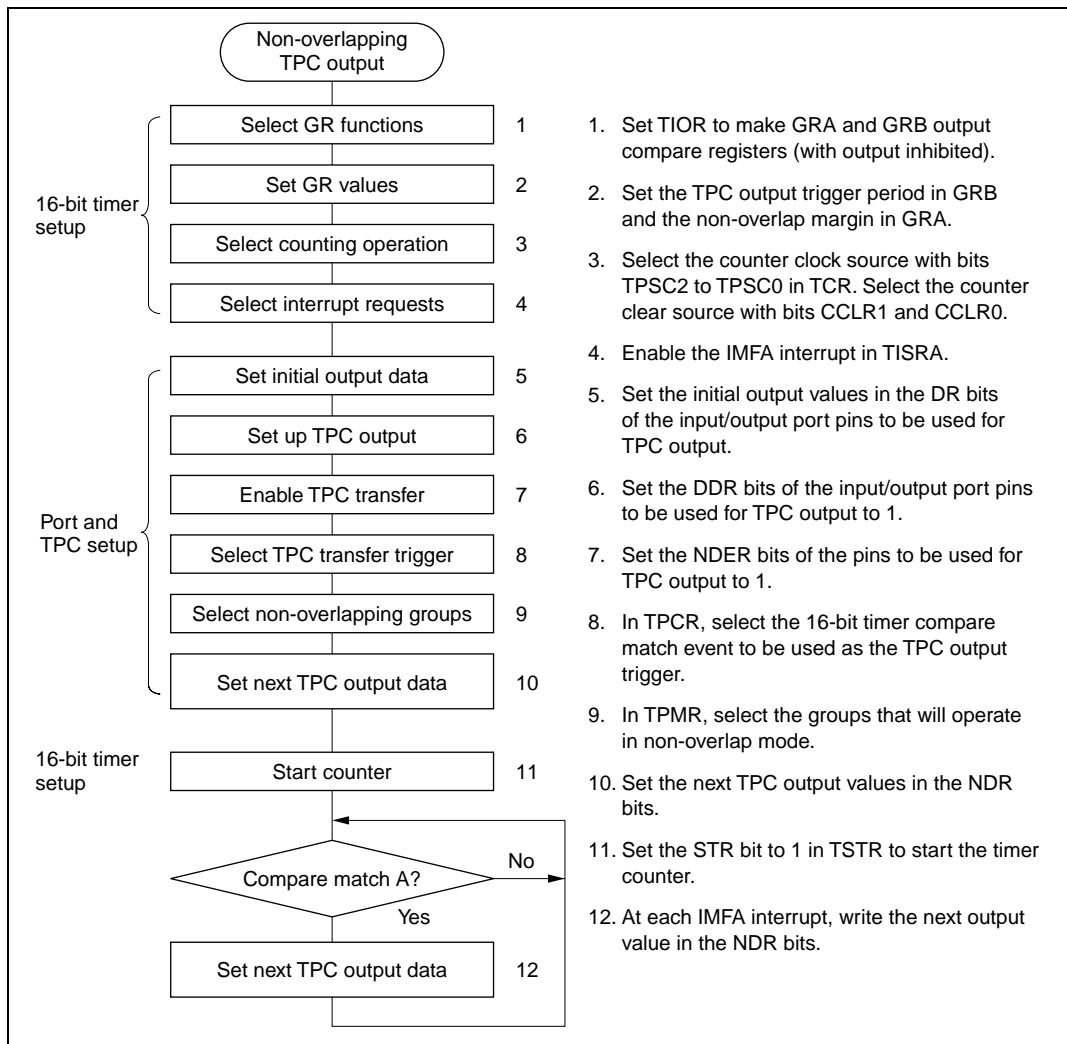 Non-overlapping
TPC output
16-bit timer
setup
Select GR functions 1
Set GR values 2
Select counting operation 3
Select interrupt requests 4
Port and
TPC setup
Set initial output data 5
Set up TPC output 6
Enable TPC transfer 7
Select TPC transfer trigger 8
Select non-overlapping groups 9
Set next TPC output data 10
16-bit timer
setup
Start counter 11
Compare match A?
No
Yes
Set next TPC output data 12
1. Set TIOR to make GRA and GRB output
compare registers (with output inhibited).
2. Set the TPC output trigger period in GRB
and the non-overlap margin in GRA.
3. Select the counter clock source with bits
TPSC2 to TPSC0 in TCR. Select the counter
clear source with bits CCLR1 and CCLR0.
4. Enable the IMFA interrupt in TISRA.
5. Set the initial output values in the DR bits
of the input/output port pins to be used for
TPC output.
6. Set the DDR bits of the input/output port pins
to be used for TPC output to 1.
7. Set the NDER bits of the pins to be used for
TPC output to 1.
8. In TPCR, select the 16-bit timer compare
match event to be used as the TPC output
trigger.
9. In TPMR, select the groups that will operate
in non-overlap mode.
10. Set the next TPC output values in the NDR
bits.
11. Set the STR bit to 1 in TSTR to start the timer
counter.
12. At each IMFA interrupt, write the next output
value in the NDR bits.